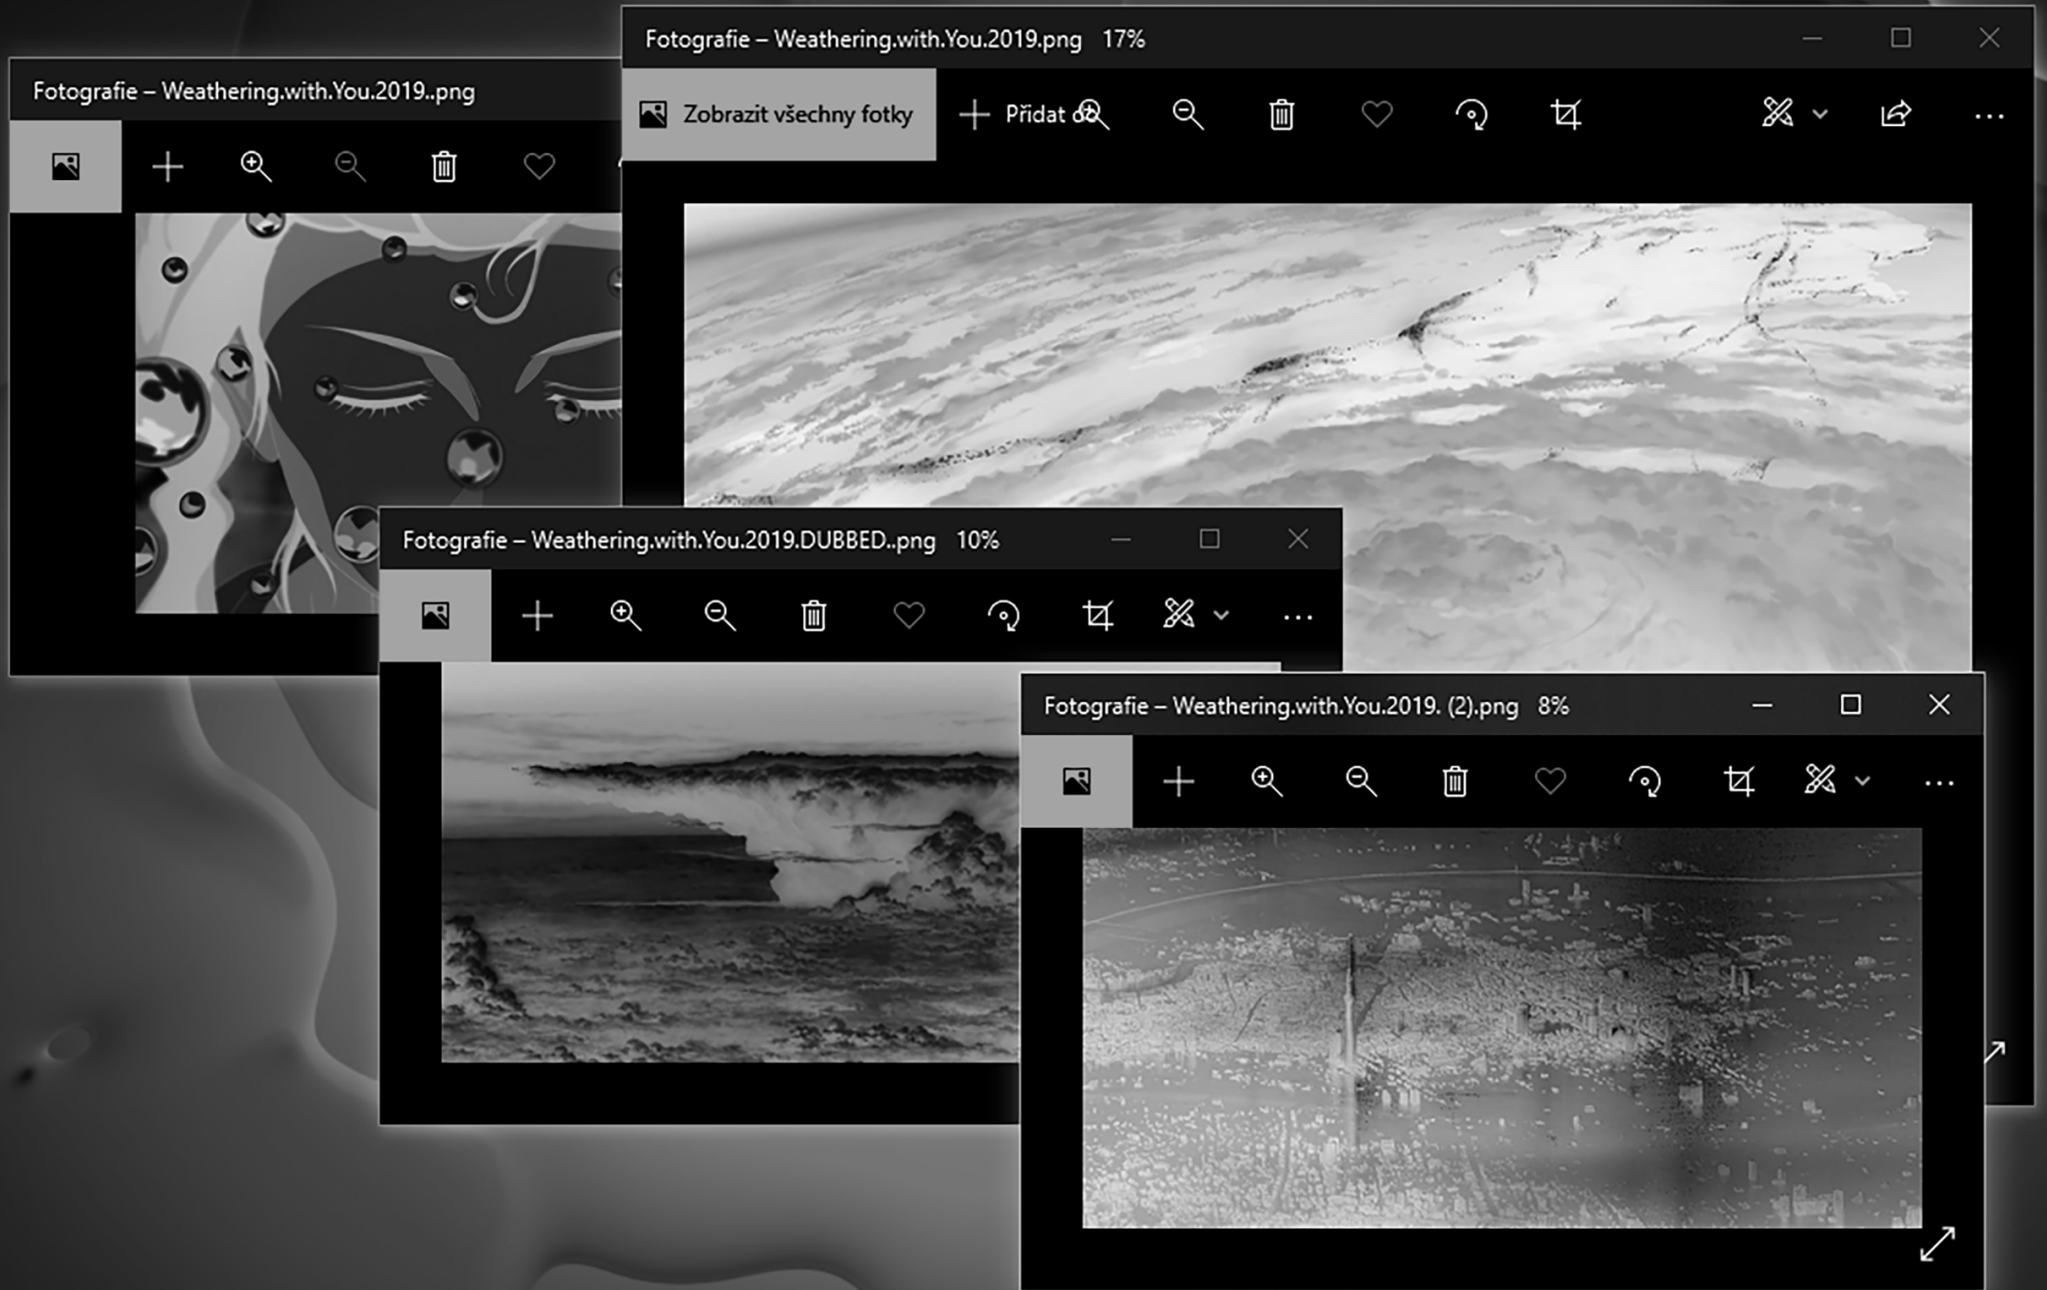 Fotografie – Weathering.with.You.2019.png 17%
Fotografie – Weathering.with.You.2019..png
Zobrazit všechny fotky
Přidat do
Fotografie – Weathering.with.You.2019.DUBBED..png 10%
Fotografie – Weathering.with.You.2019. (2).png 8%